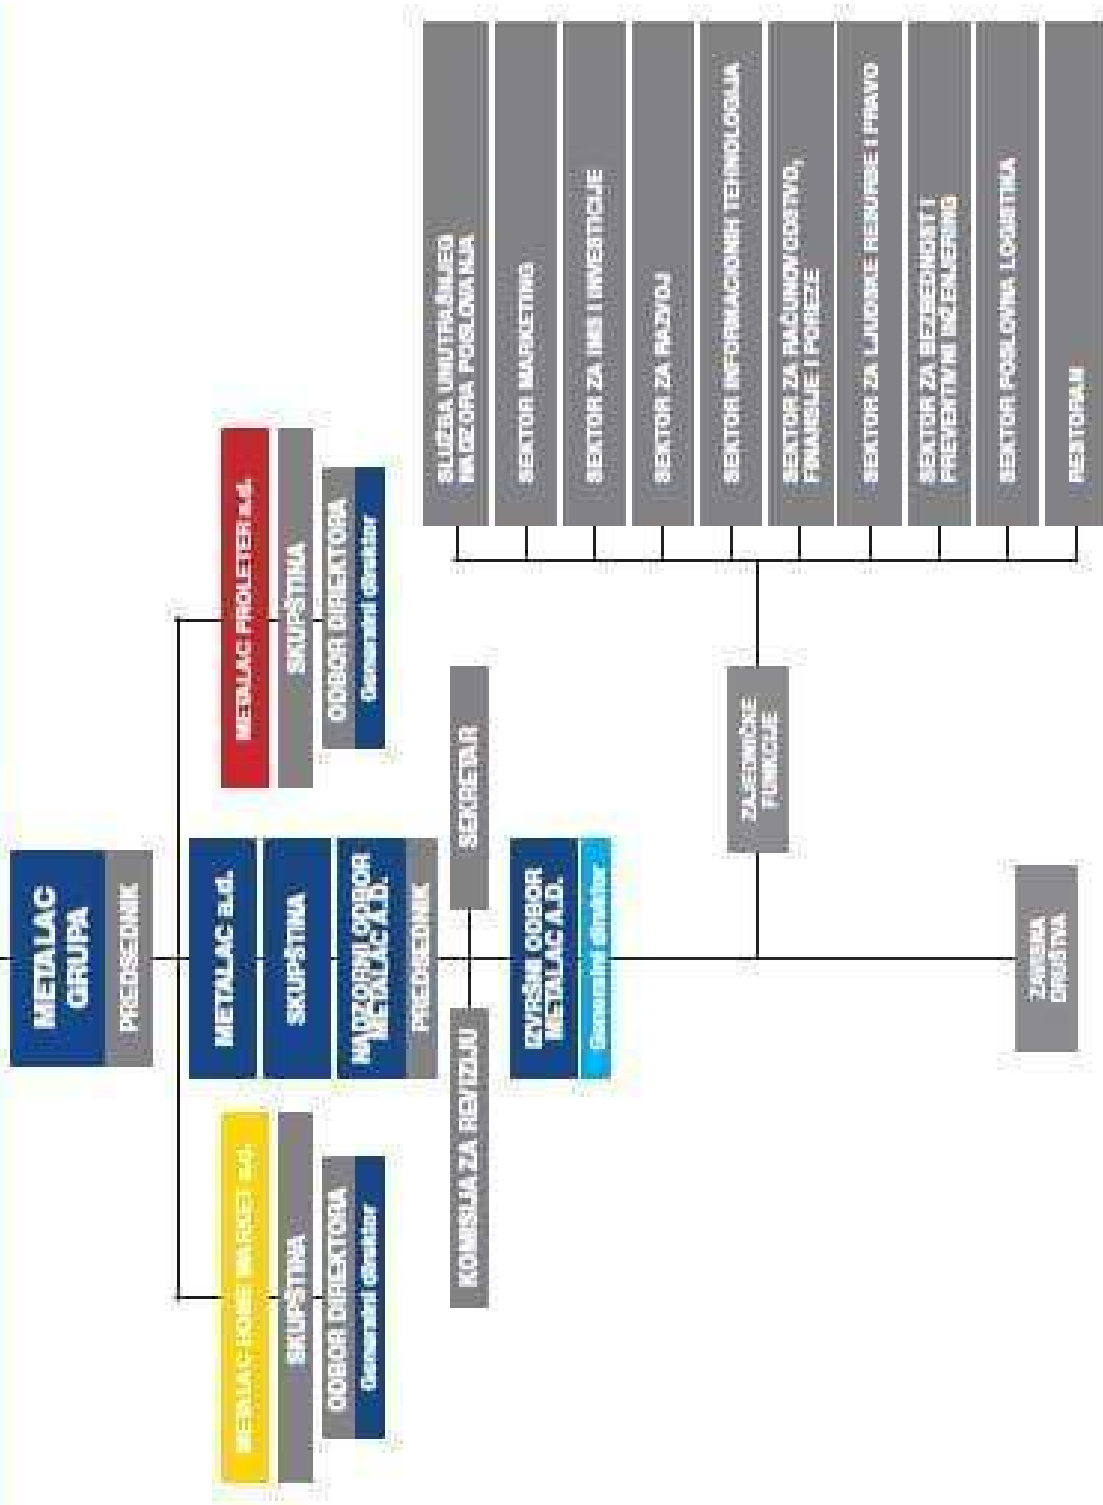 METALAC
GRUPA
PREDSEDNIK
METALAC HOME MARKET a.d.
SKUPŠTINA
ODBOR DIREKTORA
Generalni direktor
METALAC a.d.
SKUPŠTINA
NADZORNI ODBOR
METALAC A.D.
PREDSEDNIK
METALAC PROLETER a.d.
SKUPŠTINA
ODBOR DIREKTORA
Generalni direktor
KOMISIJA ZA REVIZIJU
SEKRETAR
IZVRŠNI ODBOR
METALAC A.D.
Generalni direktor
ZAJEDNIČKE
FUNKCIJE
SLUŽBA UNUTRAŠNJEG
NADZORA POSLOVANJA
SEKTOR MARKETING
SEKTOR ZA IMS I INVESTICIJE
SEKTOR ZA RAZVOJ
SEKTOR INFORMACIONIH TEHNOLOGIJA
SEKTOR ZA RAČUNOVODSTVO,
FINANSIJE I POREZE
SEKTOR ZA LJUDSKE RESURSE I PRAVO
SEKTOR ZA BEZBEDNOST I
PREVENTIVNI INŽENJERING
SEKTOR POSLOVNA LOGISTIKA
RESTORAN
ZAVISNA
DRUŠTVA